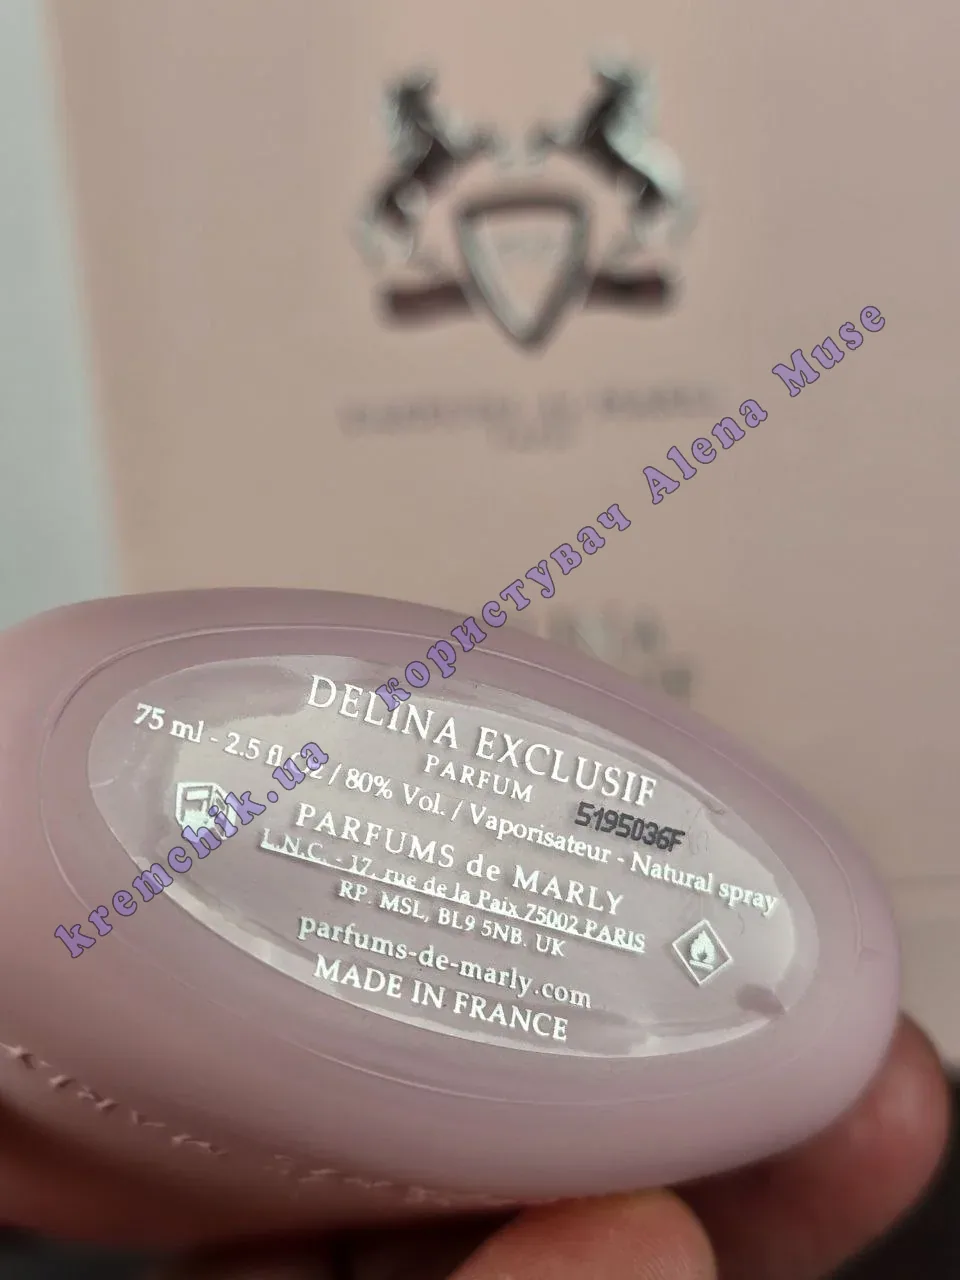 DELINA EXCLUSIF
PARFUM
75 ml - 2.5 fl Oz / 80% Vol. / Vaporisateur - Natural spray
5195036F
PARFUMS de MARLY
L.N.C. - 17, rue de la Paix 75002 PARIS
RP. MSL, BL9 5NB. UK
parfums-de-marly.com
MADE IN FRANCE
kremchik.ua користувач Alena Muse